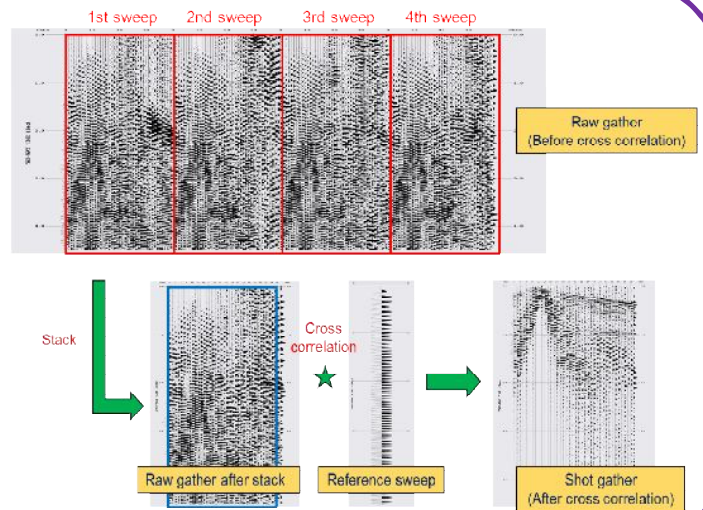 1st sweep 2nd sweep 3rd sweep 4th sweep
Raw gather
(Before cross correlation)
Stack
Cross
correlation
Raw gather after stack
Reference sweep
Shot gather
(After cross correlation)